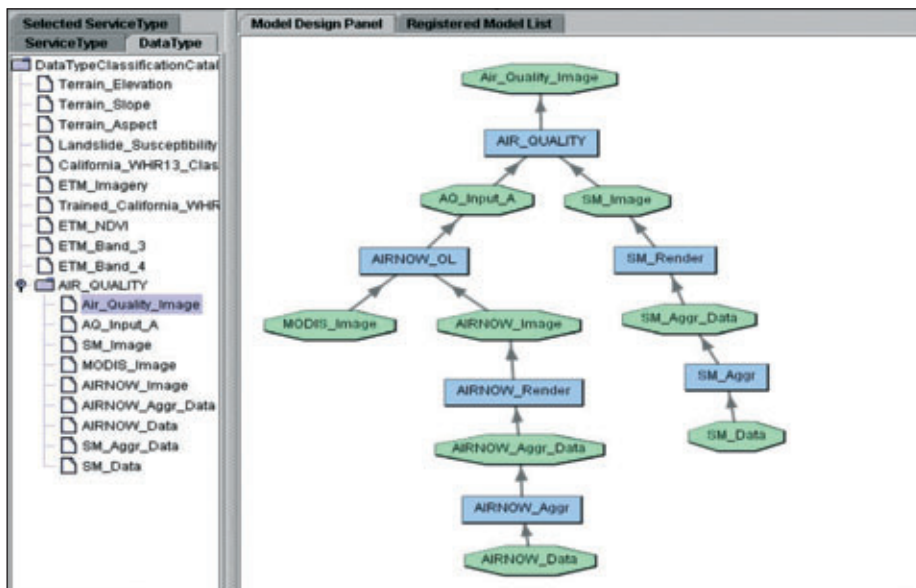 Selected ServiceType
ServiceType DataType
DataTypeClassificationCatal
Terrain_Elevation
Terrain_Slope
Terrain_Aspect
Landslide_Susceptibility
California_WHR13_Clas
ETM_Imagery
Trained_California_WHR
ETM_NDVI
ETM_Band_3
ETM_Band_4
AIR_QUALITY
Air_Quality_Image
AQ_Input_A
SM_Image
MODIS_Image
AIRNOW_Image
AIRNOW_Aggr_Data
AIRNOW_Data
SM_Aggr_Data
SM_Data
Model Design Panel Registered Model List
Air_Quality_Image
AIR_QUALITY
AQ_Input_A SM_Image
AIRNOW_OL SM_Render
MODIS_Image AIRNOW_Image SM_Aggr_Data
AIRNOW_Render SM_Aggr
AIRNOW_Aggr_Data SM_Data
AIRNOW_Aggr
AIRNOW_Data